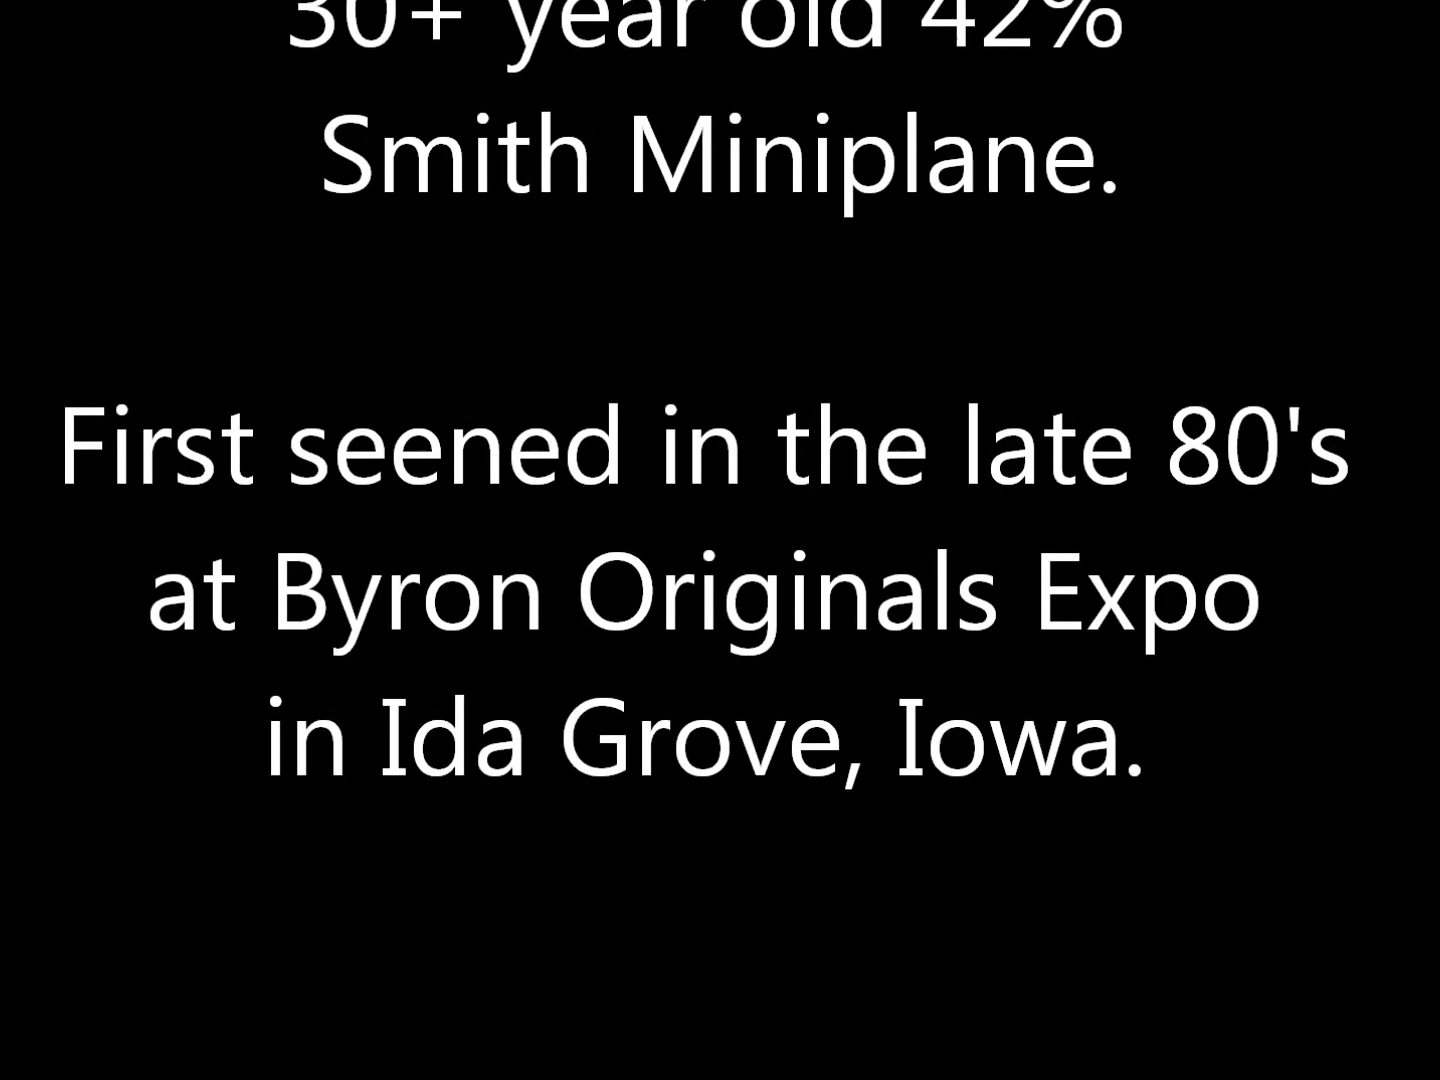 30+ year old 42%
Smith Miniplane.
First seened in the late 80's
at Byron Originals Expo
in Ida Grove, Iowa.